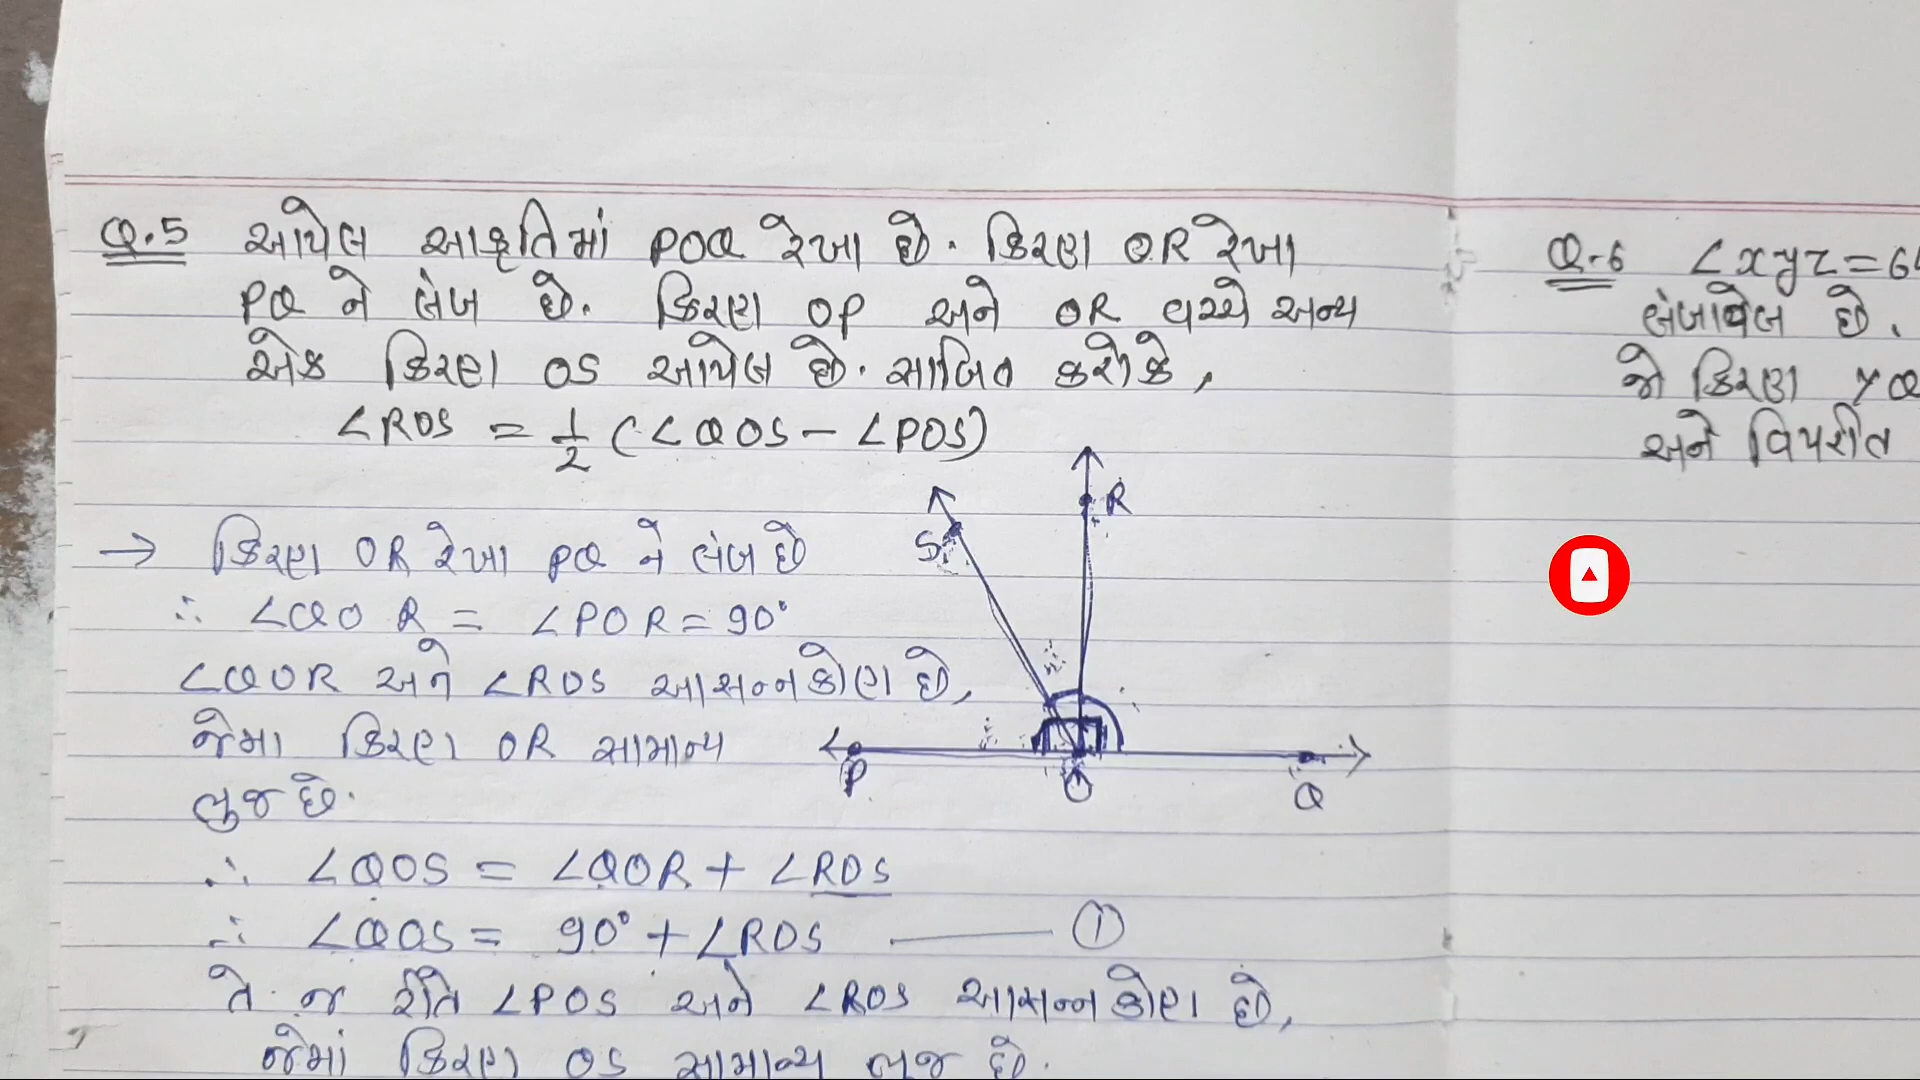 Q.5 આપેલ આકૃતિમાં POQ રેખા છે. કિરણ OR રેખા
PQ ને લંબ છે. કિરણ OP અને OR વચ્ચે અન્ય
એક કિરણ OS આપેલ છે. સાબિત કરો કે,
∠ROS = 1/2 (∠QOS - ∠POS)
→ કિરણ OR રેખા PQ ને લંબ છે
∴ ∠QOR = ∠POR = 90°
∠QOR અને ∠ROS આસન્નકોણ છે,
જેમા કિરણ OR સામાન્ય
ભુજ છે.
∴ ∠QOS = ∠QOR + ∠ROS
∴ ∠QOS = 90° + ∠ROS —— ①
તે જ રીતે ∠POS અને ∠ROS આસન્નકોણ છે,
જેમાં કિરણ OS સામાન્ય ભુજ છે.
S
R
P
O
Q
Q.6 ∠xyz = 64
લંબાવેલ છે.
જો કિરણ YQ
અને વિપરીત